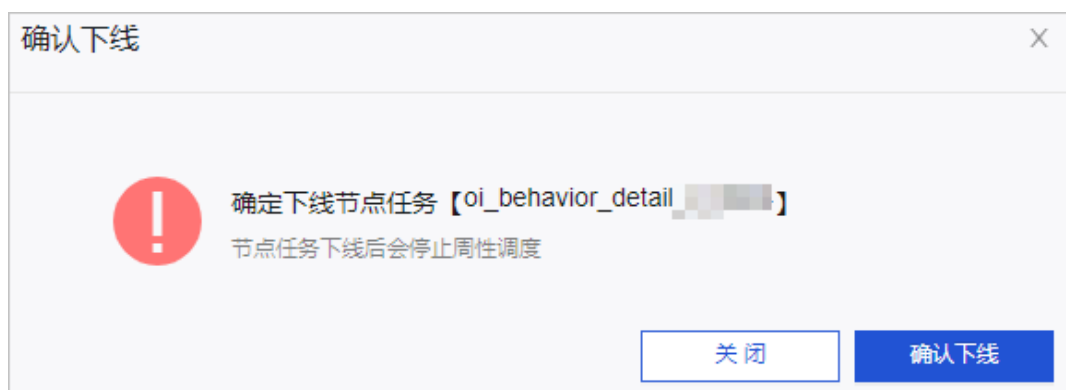 确认下线
确定下线节点任务【oi_behavior_detail_】
节点任务下线后会停止周性调度
关 闭
确认下线